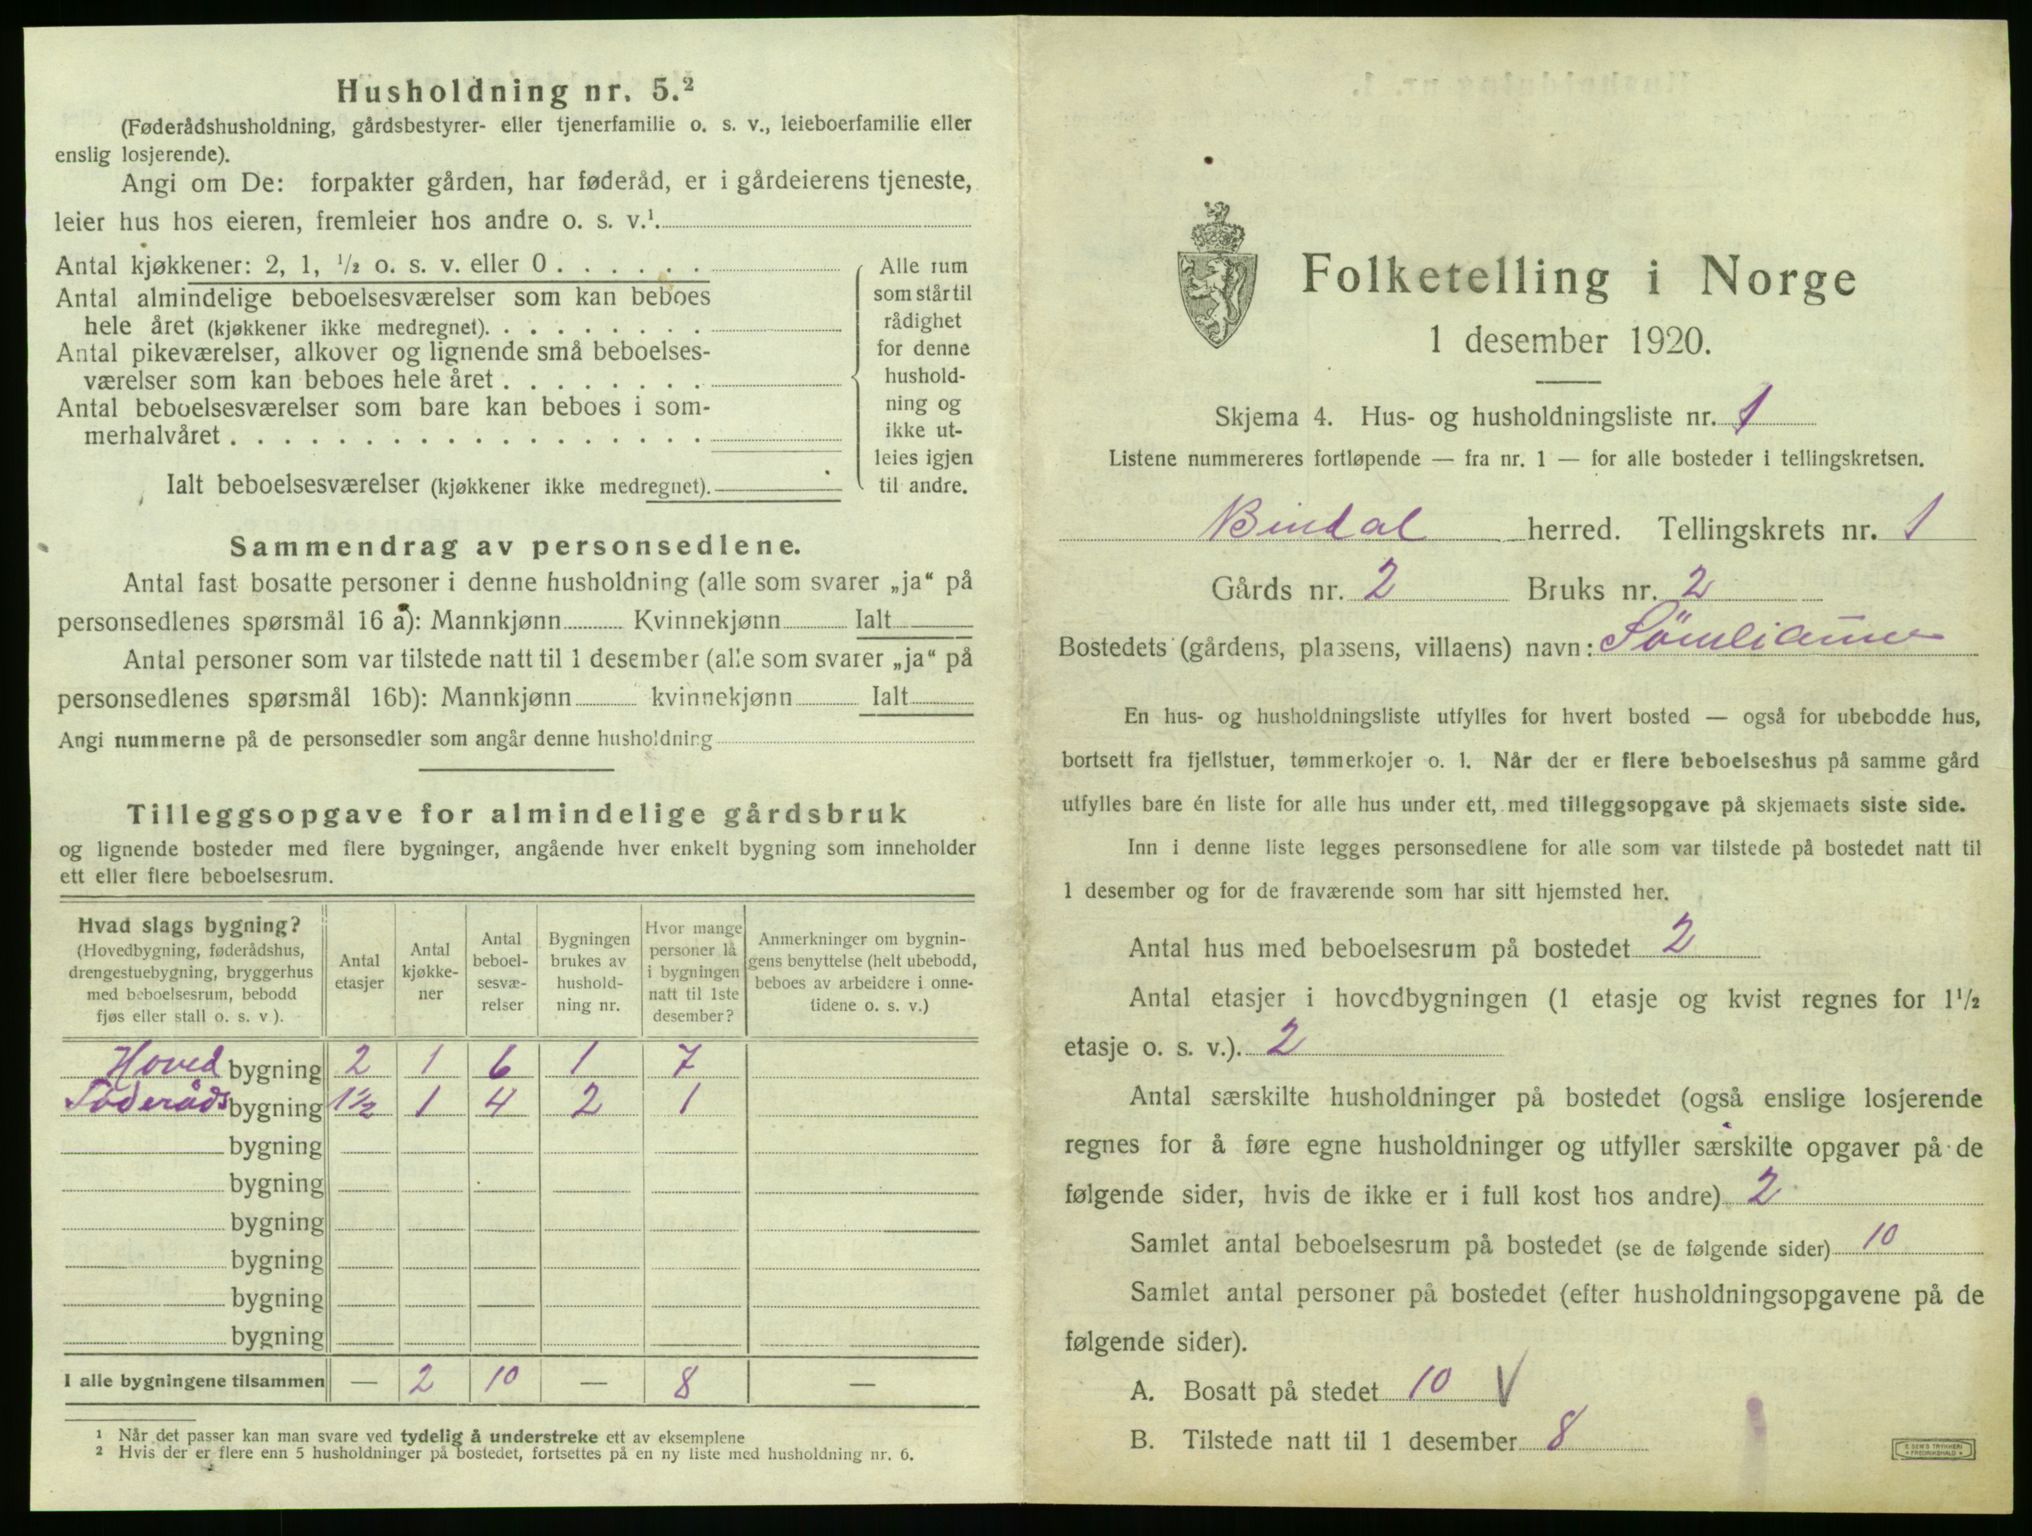 Husholdning nr. 5.²
(Føderådshusholdning, gårdsbestyrer- eller tjenerfamilie o. s. v., leieboerfamilie eller
enslig losjerende).
Angi om De: forpakter gården, har føderåd, er i gårdeierens tjeneste,
leier hus hos eieren, fremleier hos andre o. s. v.¹.
Antal kjøkkener: 2, 1, ¹/₂ o. s. v. eller 0 . . . . . .
Antal almindelige beboelsesværelser som kan beboes
hele året (kjøkkener ikke medregnet). . . . . . . . .
Antal pikeværelser, alkover og lignende små beboelses-
værelser som kan beboes hele året . . . . . . . .
Antal beboelsesværelser som bare kan beboes i som-
merhalvåret . . . . . . . . . . . . . . . . . .
Ialt beboelsesværelser (kjøkkener ikke medregnet).
Alle rum
som står til
rådighet
for denne
hushold-
ning og
ikke ut-
leies igjen
til andre.
Sammendrag av personsedlene.
Antal fast bosatte personer i denne husholdning (alle som svarer „ja“ på
personsedlenes spørsmål 16 a): Mannkjønn Kvinnekjønn Ialt
Antal personer som var tilstede natt til 1 desember (alle som svarer „ja“ på
personsedlenes spørsmål 16b): Mannkjønn kvinnekjønn Ialt
Angi nummerne på de personsedler som angår denne husholdning
Tilleggsopgave for almindelige gårdsbruk
og lignende bosteder med flere bygninger, angående hver enkelt bygning som inneholder
ett eller flere beboelsesrum.
Hvad slags bygning?
(Hovedbygning, føderådshus,
drengestuebygning, bryggerhus
med beboelsesrum, bebodd
fjøs eller stall o. s. v ).
Antal
etasjer
Antal
kjøkke-
ner
Antal
beboel-
sesvæ-
relser
Bygningen
brukes av
hushold-
ning nr.
Hvor mange
personer lå
i bygningen
natt til 1ste
desember?
Anmerkninger om bygnin-
gens benyttelse (helt ubebodd,
beboes av arbeidere i onne-
tidene o. s. v.)
Hoved bygning 2 1 6 1 7
Föderåds bygning 1½ 1 4 2 1
bygning
bygning
bygning
bygning
bygning
bygning
I alle bygningene tilsammen — 2 10 — 8 —
¹ Når det passer kan man svare ved tydelig å understreke ett av eksemplene
² Hvis der er flere enn 5 husholdninger på bostedet, fortsettes på en ny liste med husholdning nr. 6.
Folketelling i Norge
1 desember 1920.
Skjema 4. Hus- og husholdningsliste nr. 1
Listene nummereres fortløpende — fra nr. 1 — for alle bosteder i tellingskretsen.
Bindal herred. Tellingskrets nr. 1
Gårds nr. 2 Bruks nr. 2
Bostedets (gårdens, plassens, villaens) navn: Sömlianne
En hus- og husholdningsliste utfylles for hvert bosted — også for ubebodde hus,
bortsett fra fjellstuer, tømmerkojer o. l. Når der er flere beboelseshus på samme gård
utfylles bare én liste for alle hus under ett, med tilleggsopgave på skjemaets siste side.
Inn i denne liste legges personsedlene for alle som var tilstede på bostedet natt til
1 desember og for de fraværende som har sitt hjemsted her.
Antal hus med beboelsesrum på bostedet 2
Antal etasjer i hovedbygningen (1 etasje og kvist regnes for 1¹/₂
etasje o. s. v.). 2
Antal særskilte husholdninger på bostedet (også enslige losjerende
regnes for å føre egne husholdninger og utfyller særskilte opgaver på de
følgende sider, hvis de ikke er i full kost hos andre) 2
Samlet antal beboelsesrum på bostedet (se de følgende sider) 10
Samlet antal personer på bostedet (efter husholdningsopgavene på de
følgende sider).
A. Bosatt på stedet 10 V
B. Tilstede natt til 1 desember 8